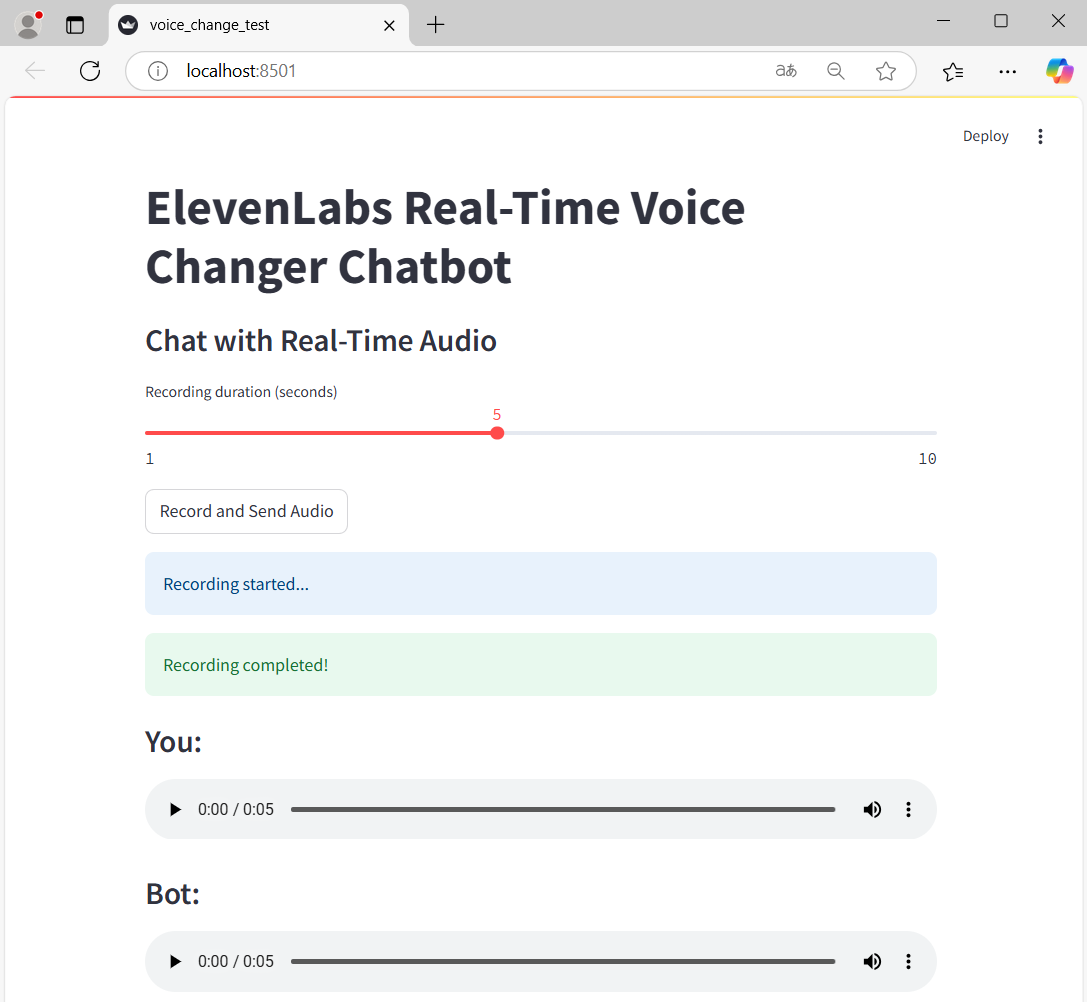 voice_change_test
localhost:8501
aあ
Deploy
ElevenLabs Real-Time Voice
Changer Chatbot
Chat with Real-Time Audio
Recording duration (seconds)
5
1
10
Record and Send Audio
Recording started...
Recording completed!
You:
0:00 / 0:05
Bot:
0:00 / 0:05